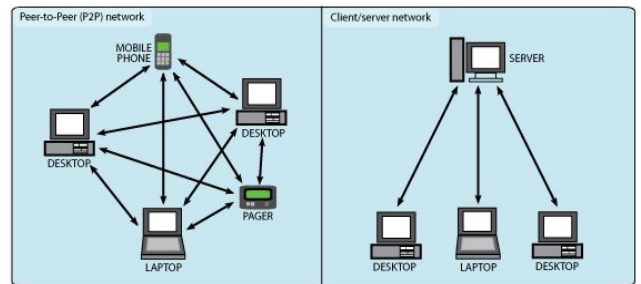 Peer-to-Peer (P2P) network
MOBILE
PHONE
DESKTOP
DESKTOP
PAGER
LAPTOP
Client/server network
SERVER
DESKTOP
LAPTOP
DESKTOP